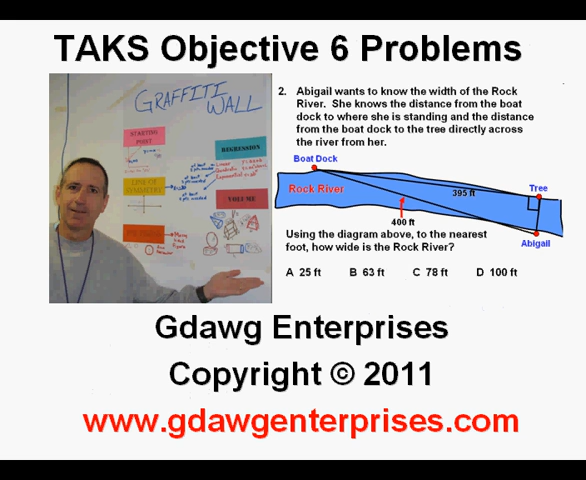 TAKS Objective 6 Problems
GRAFFITI
WALL
STARTING
POINT
REGRESSION
LINE OF
SYMMETRY
VOLUME
2. Abigail wants to know the width of the Rock
River. She knows the distance from the boat
dock to where she is standing and the distance
from the boat dock to the tree directly across
the river from her.
Boat Dock
Rock River
395 ft
Tree
400 ft
Abigail
Using the diagram above, to the nearest
foot, how wide is the Rock River?
A 25 ft B 63 ft C 78 ft D 100 ft
Gdawg Enterprises
Copyright © 2011
www.gdawgenterprises.com